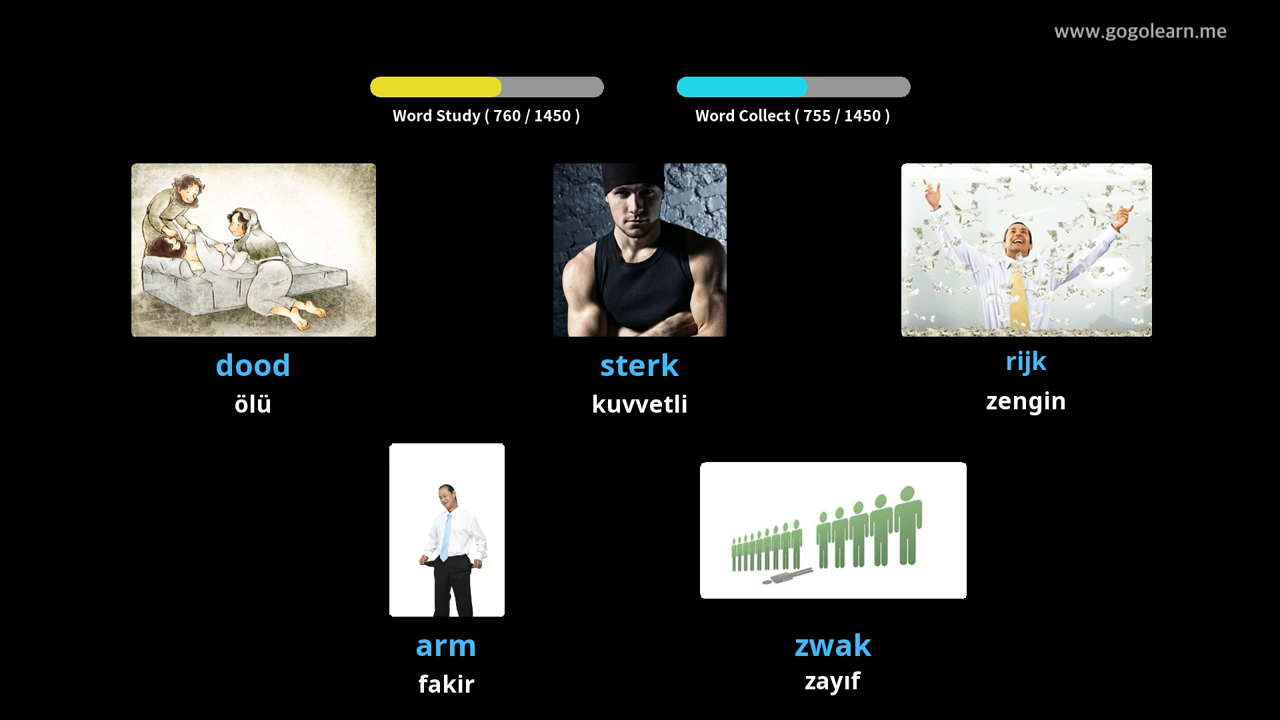 www.gogolearn.me
Word Study ( 760 / 1450 )
Word Collect ( 755 / 1450 )
dood
ölü
sterk
kuvvetli
rijk
zengin
arm
fakir
zwak
zayıf